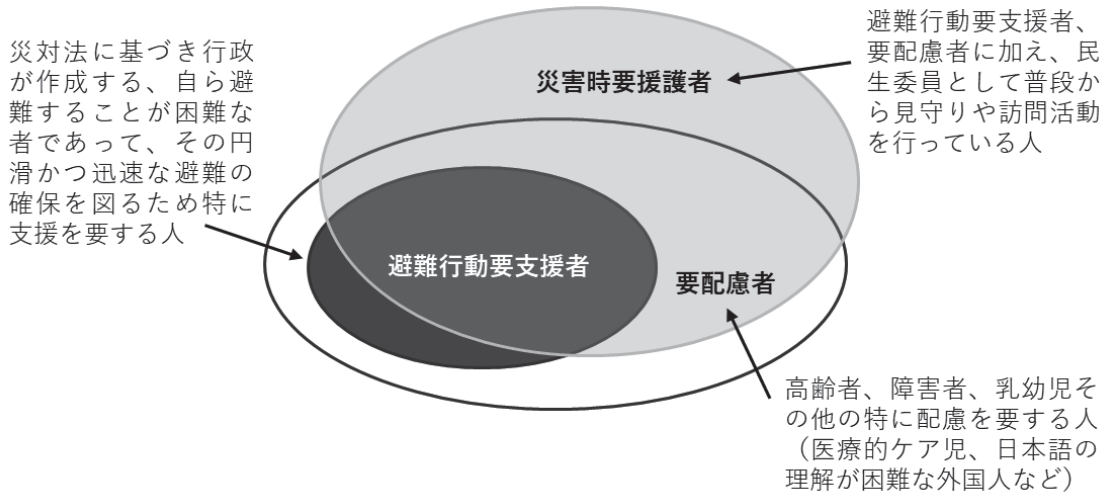 災対法に基づき行政
が作成する、自ら避
難することが困難な
者であって、その円
滑かつ迅速な避難の
確保を図るため特に
支援を要する人
災害時要援護者
避難行動要支援者、
要配慮者に加え、民
生委員として普段か
ら見守りや訪問活動
を行っている人
避難行動要支援者
要配慮者
高齢者、障害者、乳幼児そ
の他の特に配慮を要する人
（医療的ケア児、日本語の
理解が困難な外国人など）